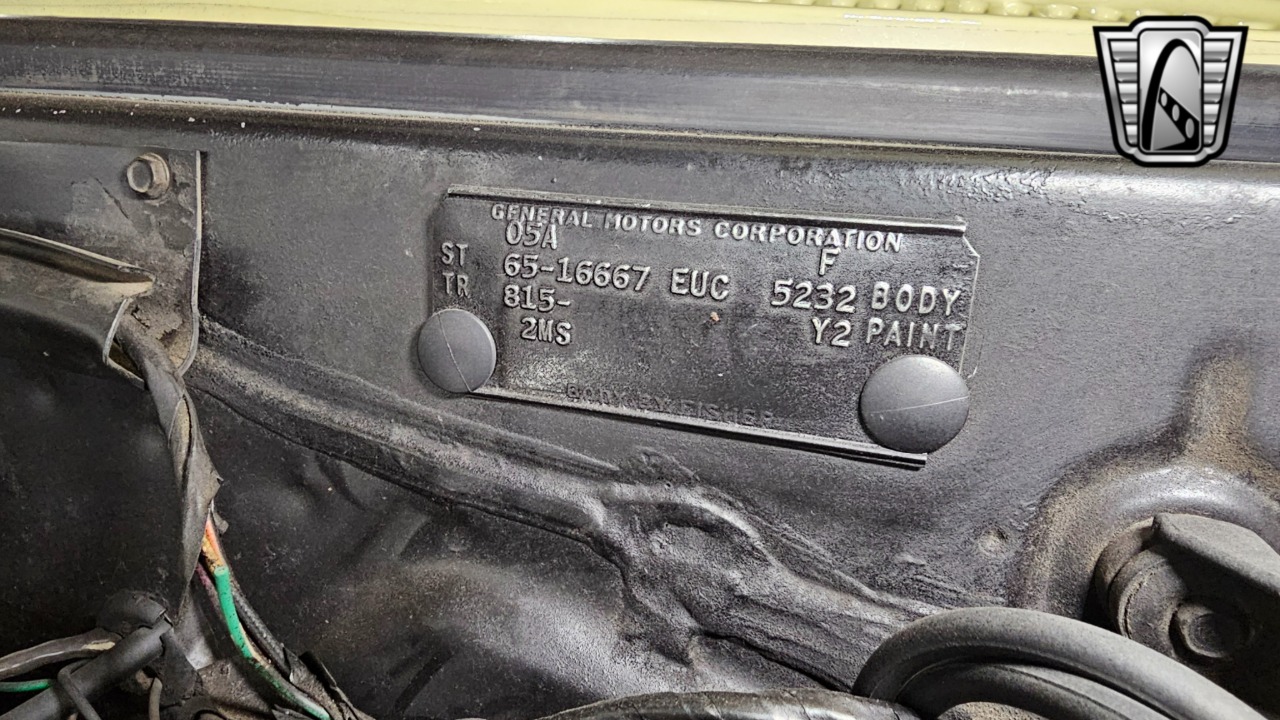 GENERAL MOTORS CORPORATION
05A F
ST 65-16667 EUC 5232 BODY
TR 815- Y2 PAINT
2MS
BODY BY FISHER